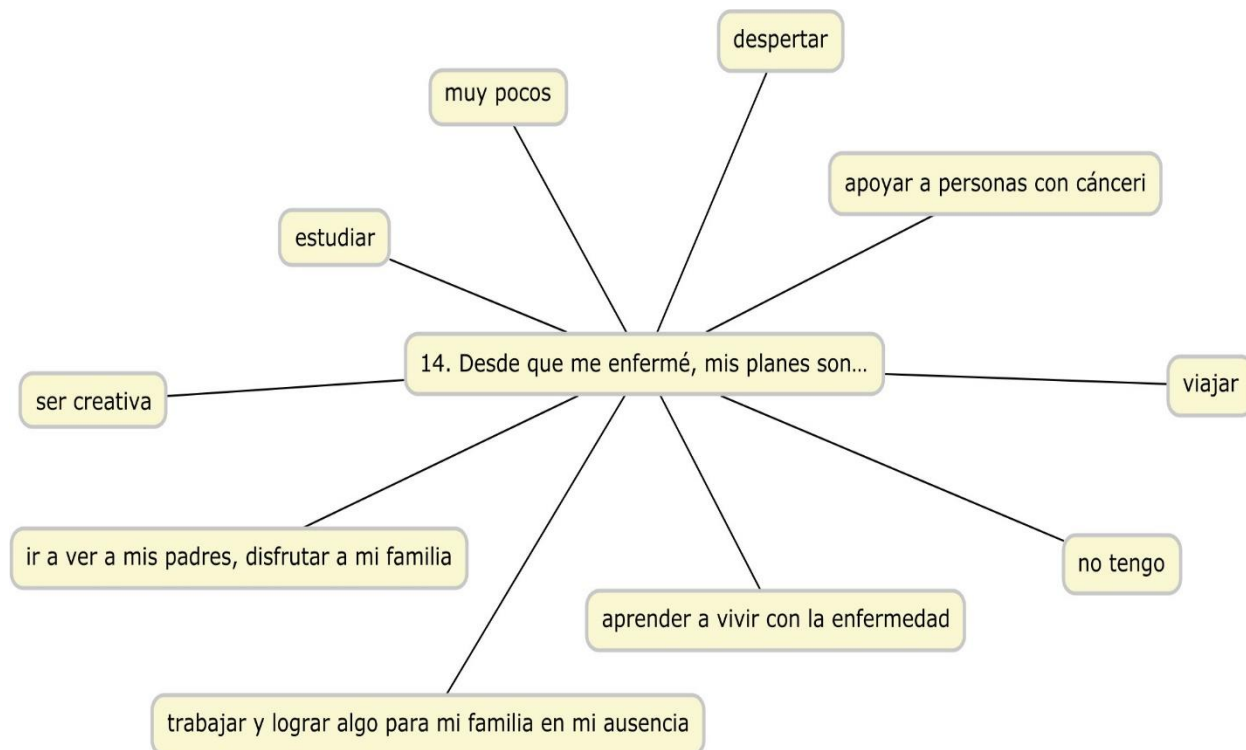 despertar
muy pocos
apoyar a personas con cánceri
estudiar
14. Desde que me enfermé, mis planes son...
viajar
ser creativa
ir a ver a mis padres, disfrutar a mi familia
no tengo
aprender a vivir con la enfermedad
trabajar y lograr algo para mi familia en mi ausencia